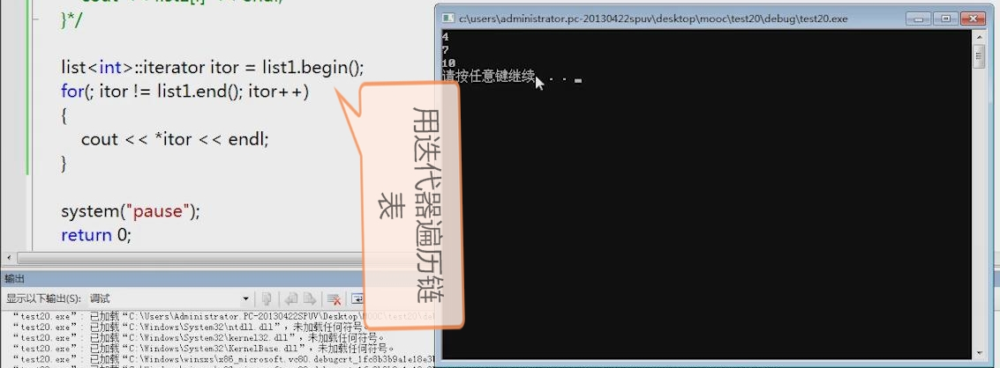 cout << list2[i] << endl;
}*/
list<int>::iterator itor = list1.begin();
for(; itor != list1.end(); itor++)
{
cout << *itor << endl;
}
system("pause");
return 0;
用迭代器遍历链
表
c:\users\administrator.pc-20130422spuv\desktop\mooc\test20\debug\test20.exe
4
7
10
请按任意键继续. . .
输出
显示以下输出(S): 调试
“test20.exe”: 已加载“C:\Users\Administrator.PC-20130422SPUV\Desktop\MOOC\test20\de
“test20.exe”: 已加载“C:\Windows\System32\ntdll.dll”，未加载任何符号。
“test20.exe”: 已加载“C:\Windows\System32\kernel32.dll”，未加载任何符号。
“test20.exe”: 已加载“C:\Windows\System32\KernelBase.dll”，未加载任何符号。
“test20.exe”: 已加载“C:\Windows\winsxs\x86_microsoft.vc80.debugcrt_1fc8b3b9a1e18e3